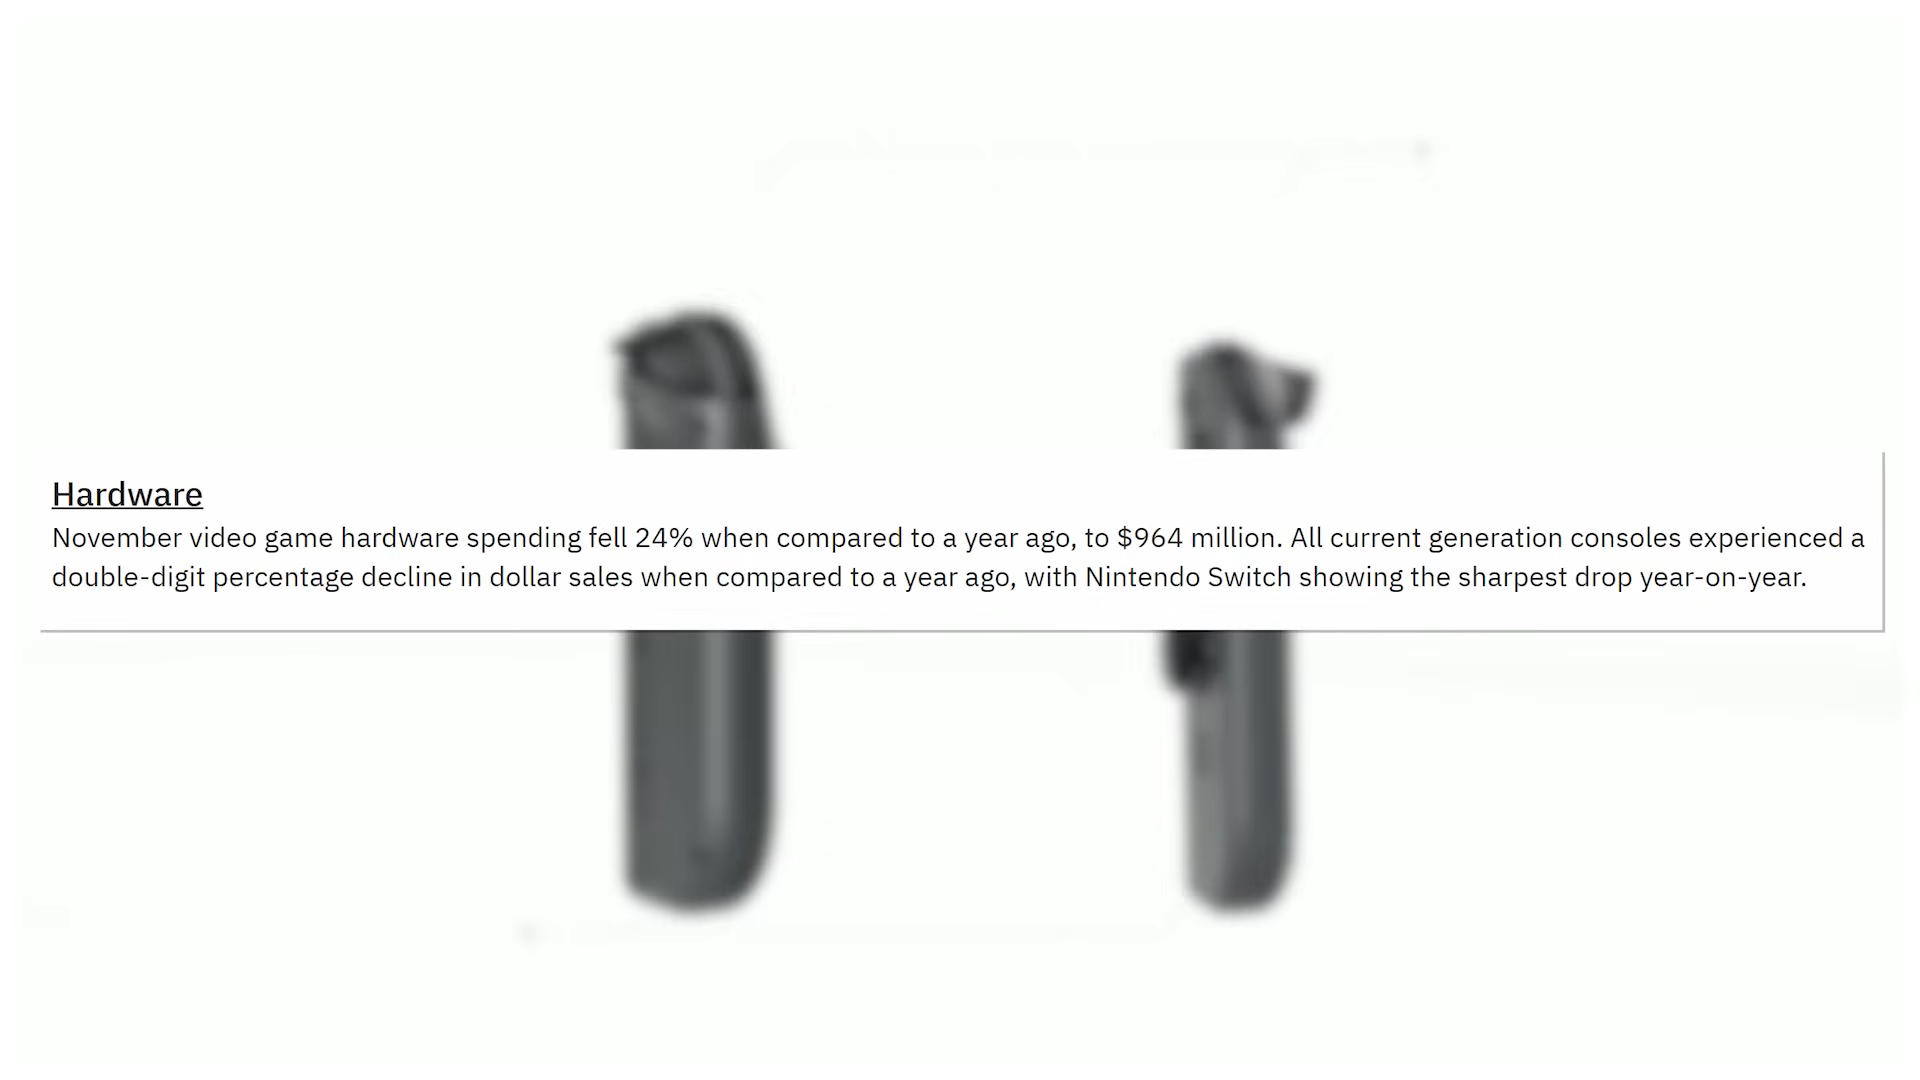 Hardware
November video game hardware spending fell 24% when compared to a year ago, to $964 million. All current generation consoles experienced a
double-digit percentage decline in dollar sales when compared to a year ago, with Nintendo Switch showing the sharpest drop year-on-year.